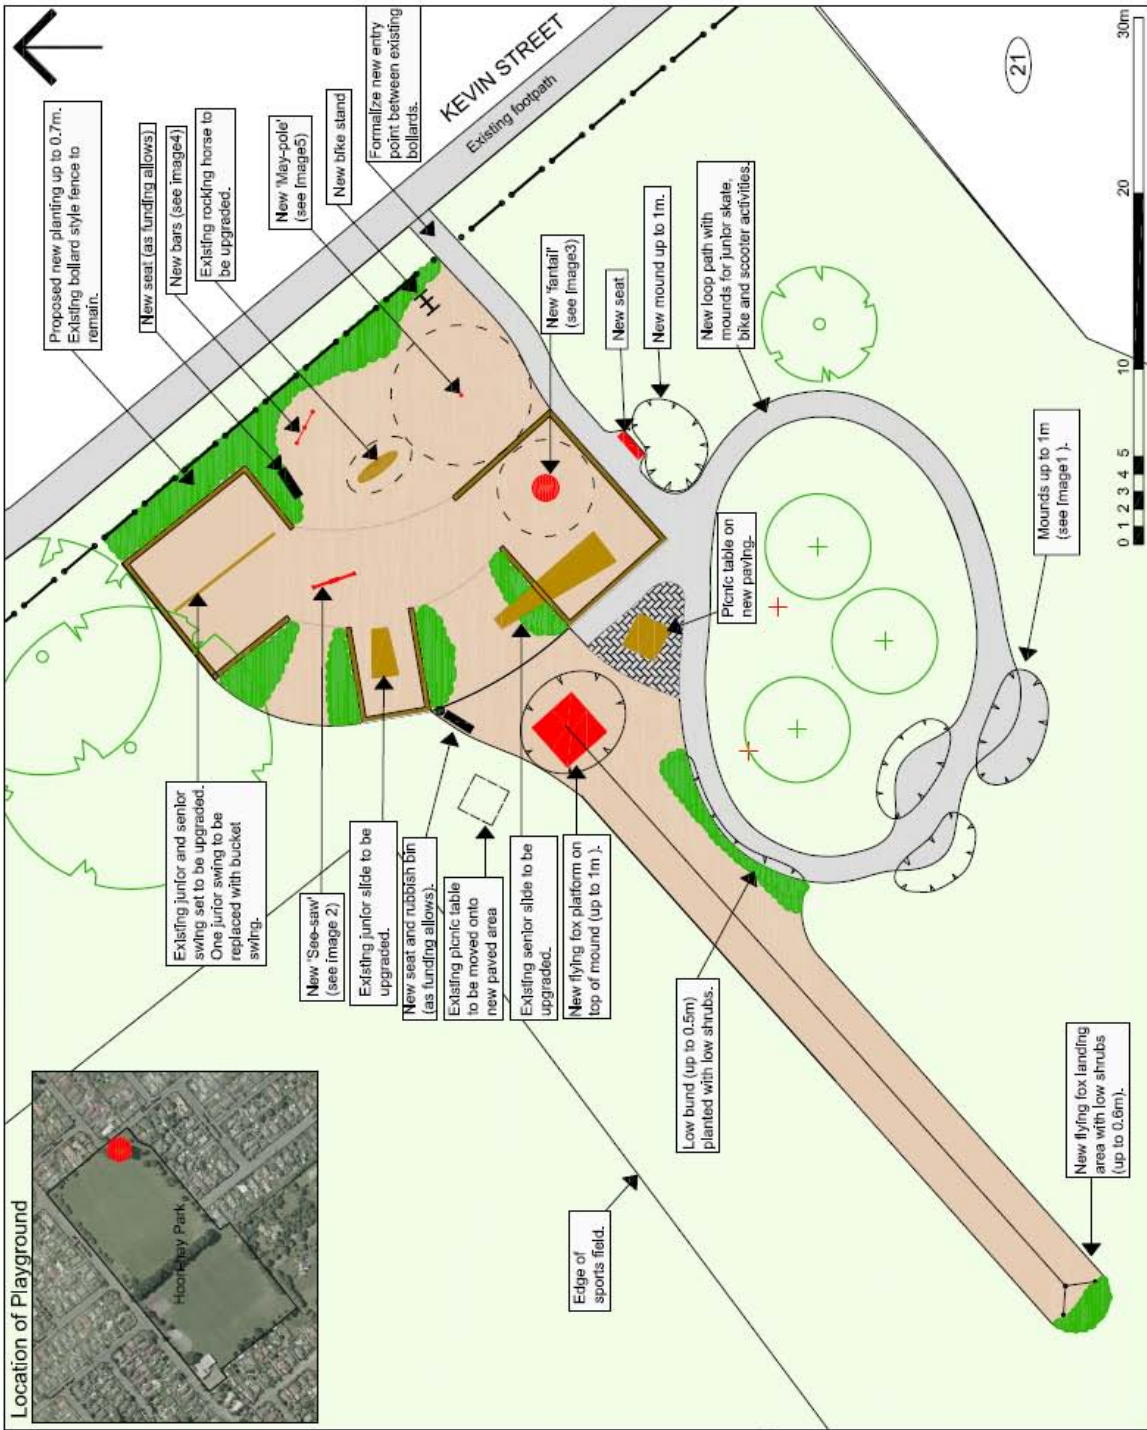 Location of Playground
Hoon Hay Park
Proposed new planting up to 0.7m.
Existing bollard style fence to
remain.
New seat (as funding allows)
New bars (see image4)
Existing rocking horse to
be upgraded.
New 'May-pole'
(see image5)
New bike stand
Formalize new entry
point between existing
bollards.
KEVIN STREET
Existing footpath
Existing junior and senior
swing set to be upgraded.
One junior swing to be
replaced with bucket
swing.
New 'See-saw'
(see image 2)
Existing junior slide to be
upgraded.
New seat and rubbish bin
(as funding allows).
Existing picnic table
to be moved onto
new paved area
Existing senior slide to be
upgraded.
New flying fox platform on
top of mound (up to 1m ).
New 'fantail'
(see image3)
New seat
New mound up to 1m.
New loop path with
mounds for junior skate,
bike and scooter activities.
Picnic table on
new paving.
Low bund (up to 0.5m)
planted with low shrubs.
Edge of
sports field.
New flying fox landing
area with low shrubs
(up to 0.6m).
Mounds up to 1m
(see image1 ).
21
0 1 2 3 4 5 10 20 30m